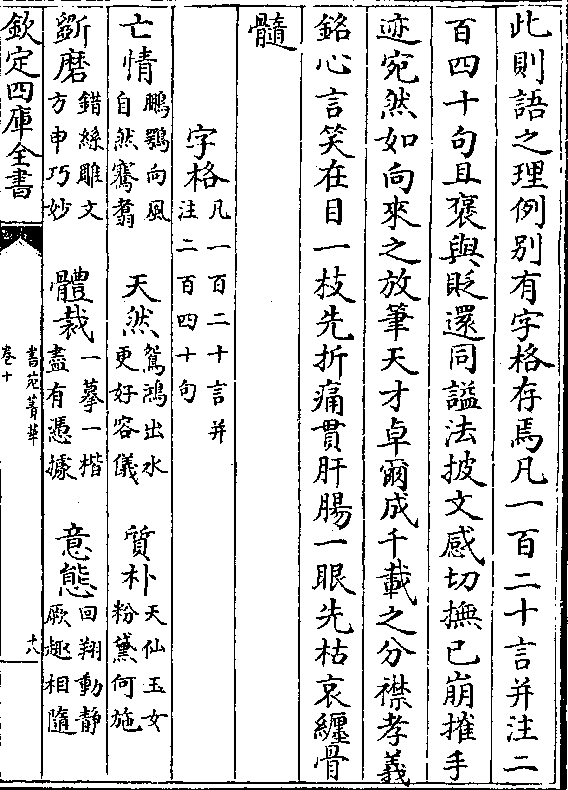 此則語之理例別有字格存焉凡一百二十言并注二
百四十句且褒與貶還同謚法披文感切撫已崩摧手
迹宛然如向來之放筆天才卓爾成千載之分襟孝義
銘心言笑在目一枝先折痛貫肝腸一眼先枯哀纏骨
髓
字格凡一百二十言并注二百四十句
亡情鵬鶚向風自然騫翥 天然鴛鴻出水更好容儀 質朴天仙玉女粉黛何施
斵磨錯綜雕文方申巧妙 體裁一摹一楷盡有憑據 意態回翔動静厥趣相隨
欽定四庫全書 書苑菁華卷十 十八